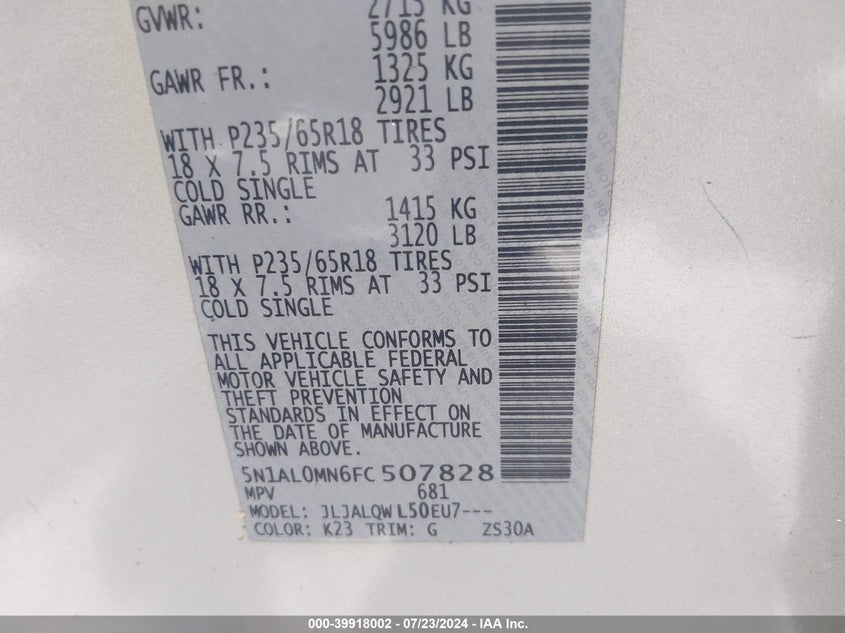 GVWR: 2715 KG
5986 LB
GAWR FR.: 1325 KG
2921 LB
WITH P235/65R18 TIRES
18 X 7.5 RIMS AT 33 PSI
COLD SINGLE
GAWR RR.: 1415 KG
3120 LB
WITH P235/65R18 TIRES
18 X 7.5 RIMS AT 33 PSI
COLD SINGLE
THIS VEHICLE CONFORMS TO
ALL APPLICABLE FEDERAL
MOTOR VEHICLE SAFETY AND
THEFT PREVENTION
STANDARDS IN EFFECT ON
THE DATE OF MANUFACTURE
SHOWN ABOVE.
5N1AL0MN6FC507828
MPV 681
MODEL: JLJALQWL50EU7---
COLOR: K23 TRIM: G ZS30A
000-39918002 - 07/23/2024 - IAA Inc.